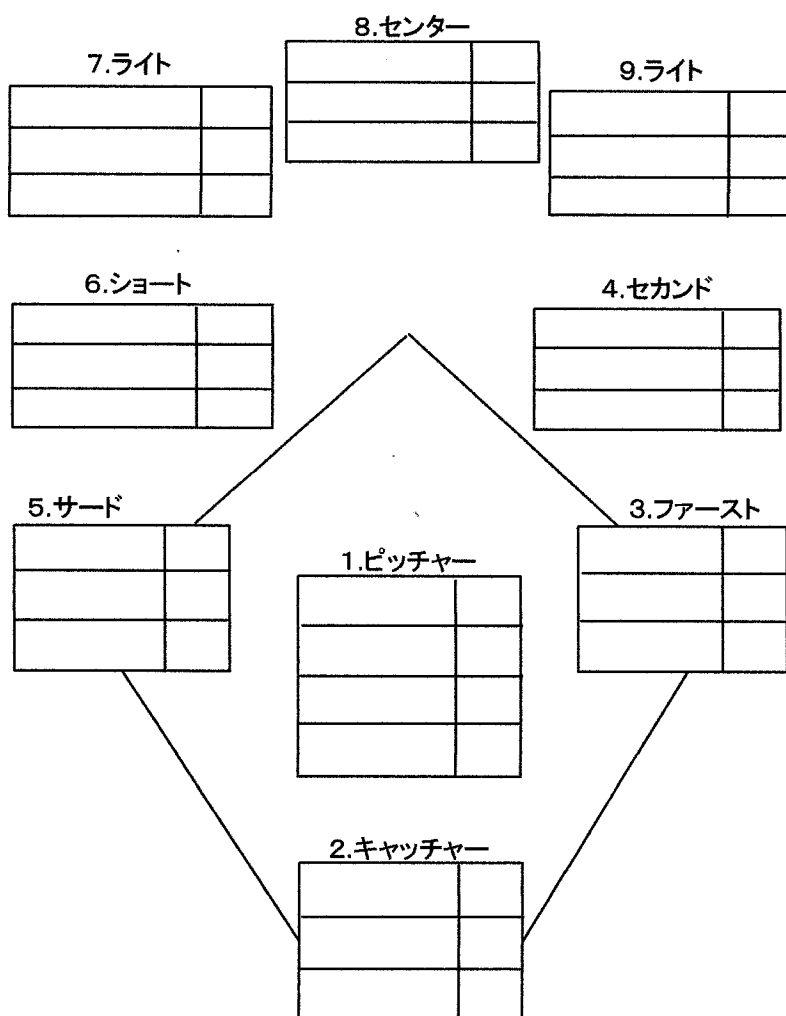 8.センター
7.ライト
9.ライト
6.ショート
4.セカンド
5.サード
3.ファースト
1.ピッチャー
2.キャッチャー